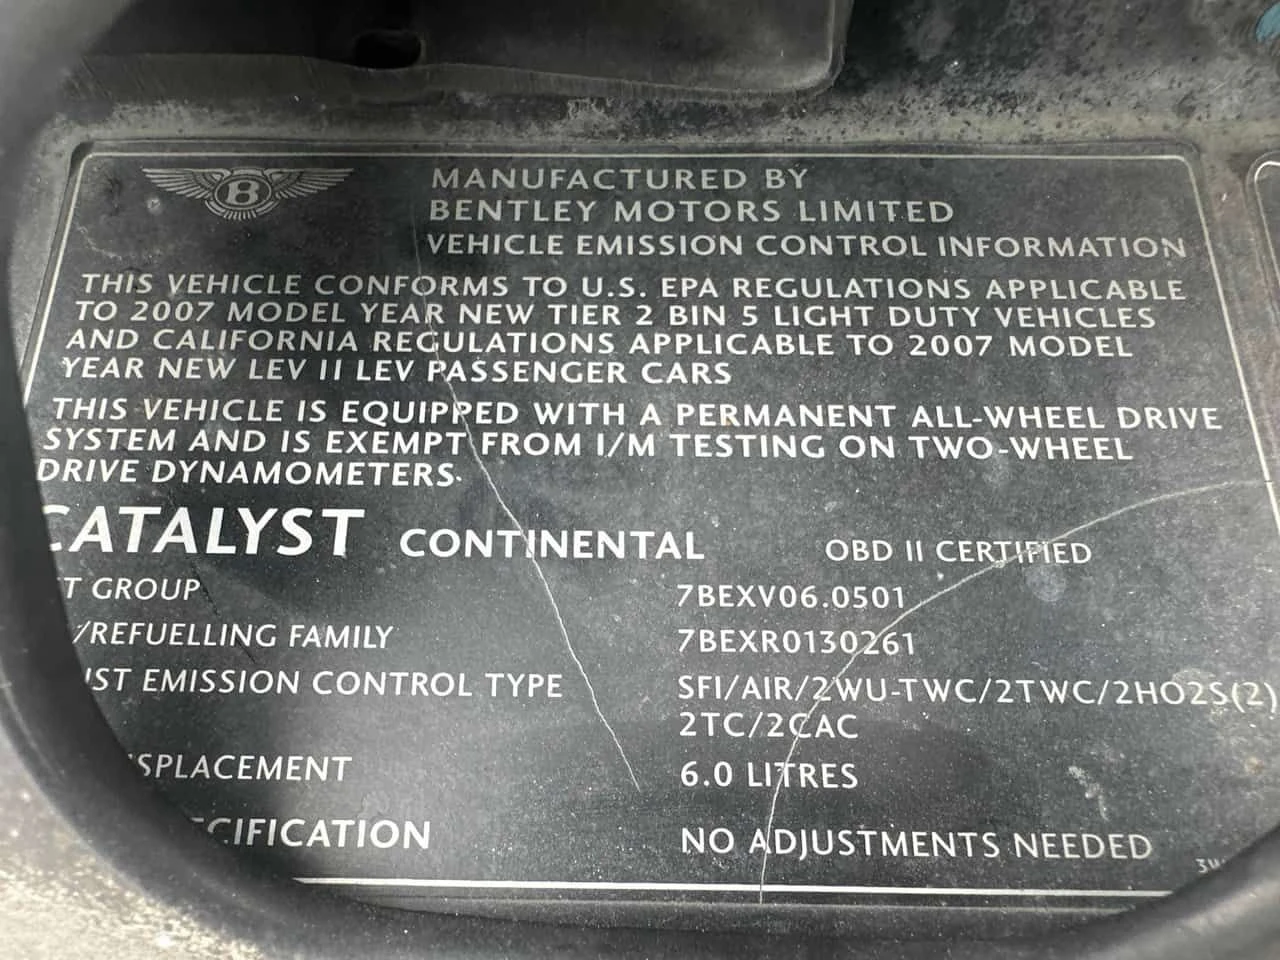 B
MANUFACTURED BY
BENTLEY MOTORS LIMITED
VEHICLE EMISSION CONTROL INFORMATION
THIS VEHICLE CONFORMS TO U.S. EPA REGULATIONS APPLICABLE
TO 2007 MODEL YEAR NEW TIER 2 BIN 5 LIGHT DUTY VEHICLES
AND CALIFORNIA REGULATIONS APPLICABLE TO 2007 MODEL
YEAR NEW LEV II LEV PASSENGER CARS
THIS VEHICLE IS EQUIPPED WITH A PERMANENT ALL-WHEEL DRIVE
SYSTEM AND IS EXEMPT FROM I/M TESTING ON TWO-WHEEL
DRIVE DYNAMOMETERS.
CATALYST CONTINENTAL OBD II CERTIFIED
T GROUP 7BEXV06.0501
/REFUELLING FAMILY 7BEXR0130261
UST EMISSION CONTROL TYPE SFI/AIR/2WU-TWC/2TWC/2HO2S(2)
2TC/2CAC
SPLACEMENT 6.0 LITRES
CIFICATION NO ADJUSTMENTS NEEDED